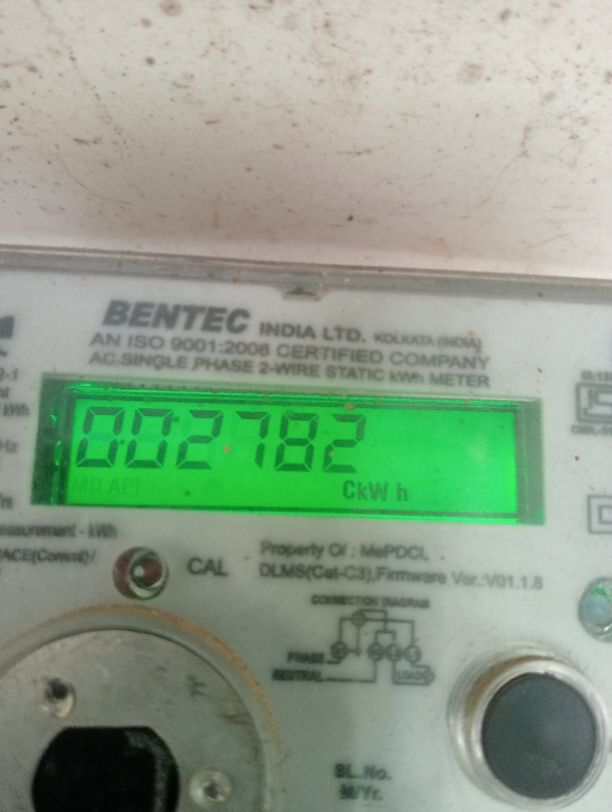 BENTEC INDIA LTD. KOLKATA (INDIA)
AN ISO 9001:2008 CERTIFIED COMPANY
AC SINGLE PHASE 2-WIRE STATIC kWh METER
002782
CkW h
CAL
Property Of : MePDCL
DLMS(Cat-C3),Firmware Ver.:V01.1.8
CONNECTION DIAGRAM
PHASE
NEUTRAL
LOAD
SL.No.
M/Yr.